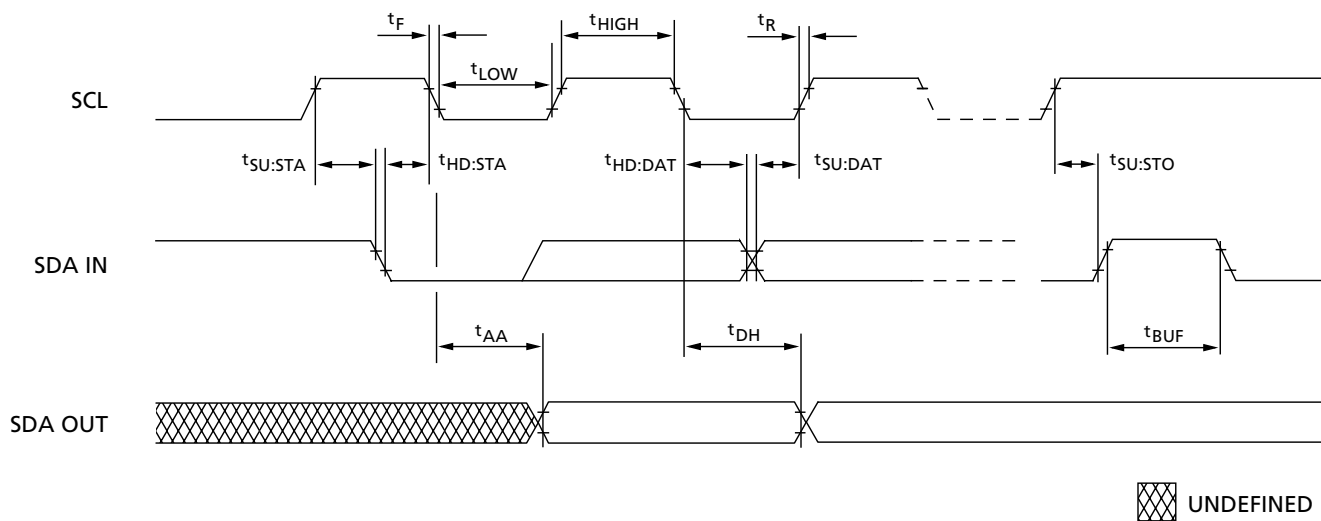 tF
tHIGH
tR
tLOW
SCL
tSU:STA
tHD:STA
tHD:DAT
tSU:DAT
tSU:STO
SDA IN
tAA
tDH
tBUF
SDA OUT
UNDEFINED